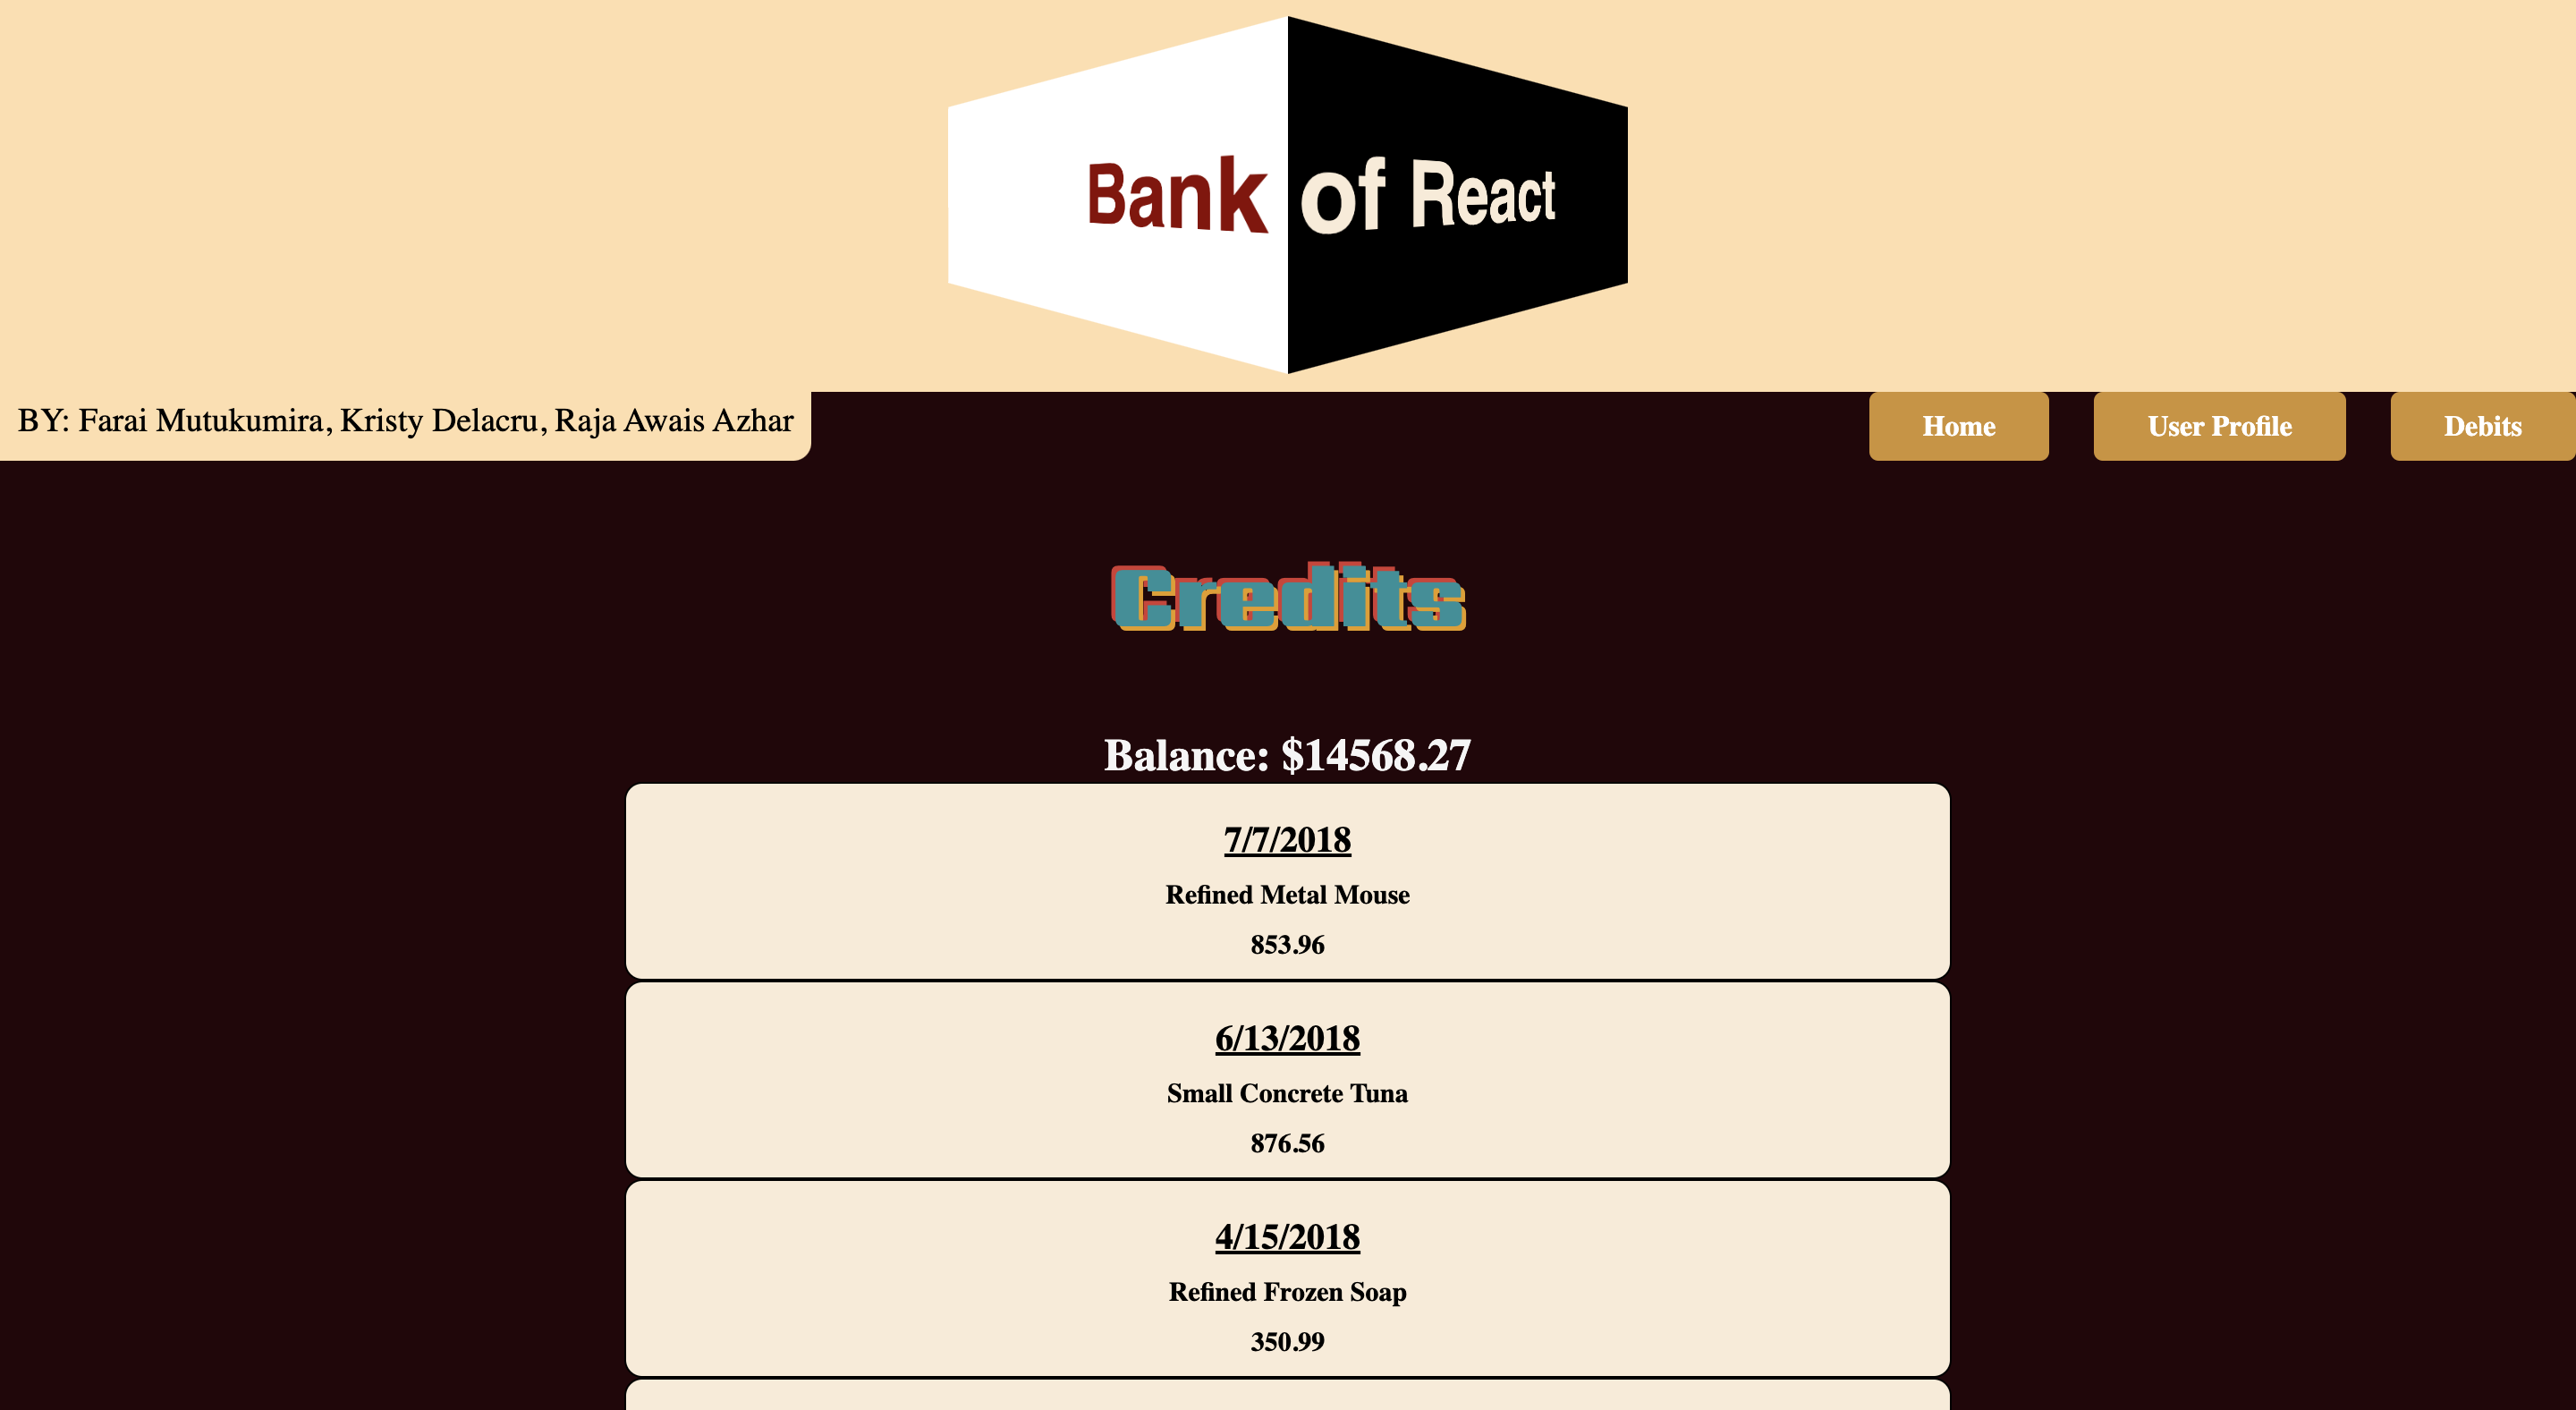 Bank of React
BY: Farai Mutukumira, Kristy Delacru, Raja Awais Azhar
Home
User Profile
Debits
Credits
Balance: $14568.27
7/7/2018
Refined Metal Mouse
853.96
6/13/2018
Small Concrete Tuna
876.56
4/15/2018
Refined Frozen Soap
350.99